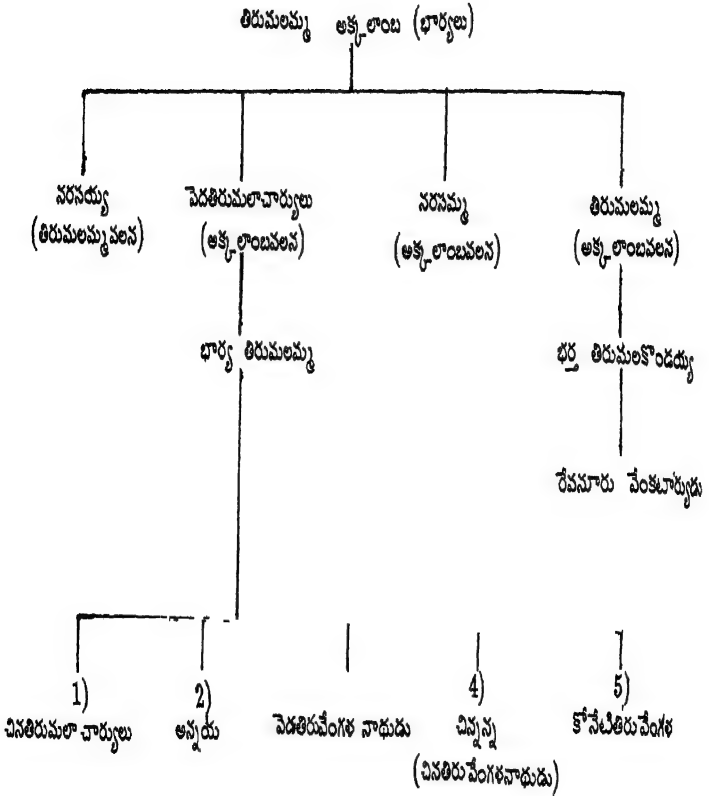 తిరుమలమ్మ అక్కలాంబ (భార్యలు)
నరసయ్య పెదతిరుమలాచార్యులు నరసమ్మ తిరుమలమ్మ
(తిరుమలమ్మవలన) (అక్కలాంబవలన) (అక్కలాంబవలన) (అక్కలాంబవలన)
భార్య తిరుమలమ్మ భర్త తిరుమలకొండయ్య
రేవనూరు వేంకటార్యుడు
1) 2) 4) 5)
చినతిరుమలాచార్యులు అన్నయ పెదతిరువేంగళ నాథుడు చిన్నన్న కోనేటితిరువేంగళ
(చినతిరువేంగళనాథుడు)